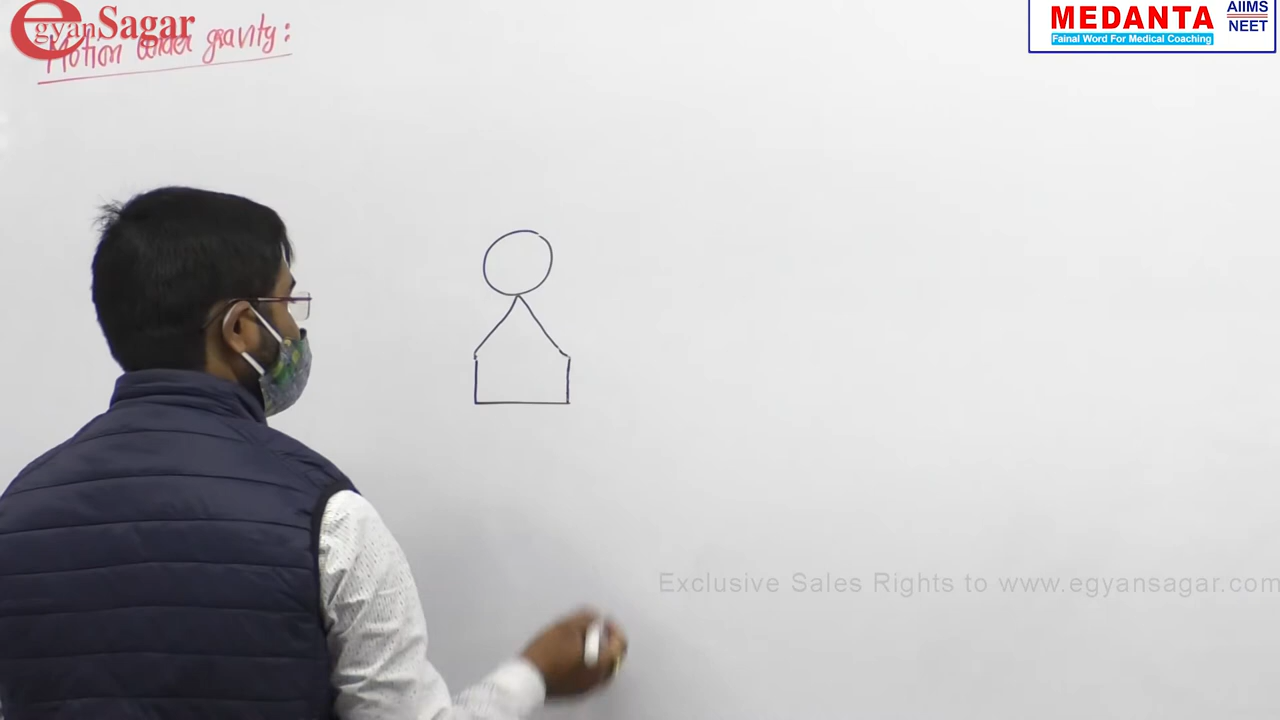 egyanSagar
Motion under gravity:
MEDANTA
Fainal Word For Medical Coaching
AIIMS
NEET
Exclusive Sales Rights to www.egyansagar.com